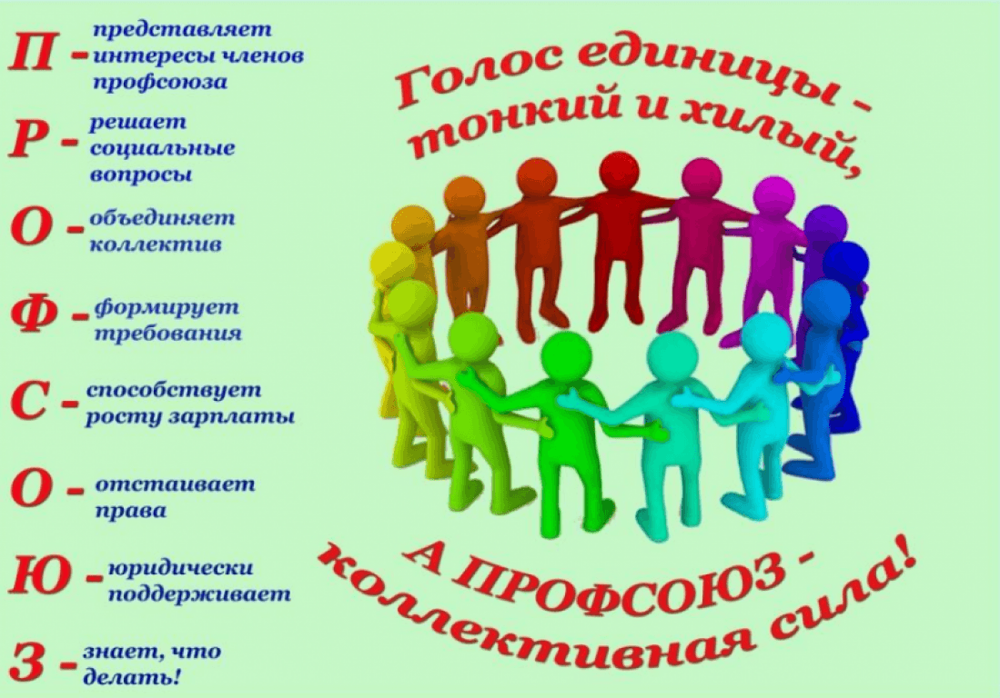 П - представляет
интересы членов
профсоюза
Р - решает
социальные
вопросы
О - объединяет
коллектив
Ф - формирует
требования
С - способствует
росту зарплаты
О - отстаивает
права
Ю - юридически
поддерживает
З - знает, что
делать!
Голос единицы -
тонкий и хилый,
А ПРОФСОЮЗ -
коллективная сила!